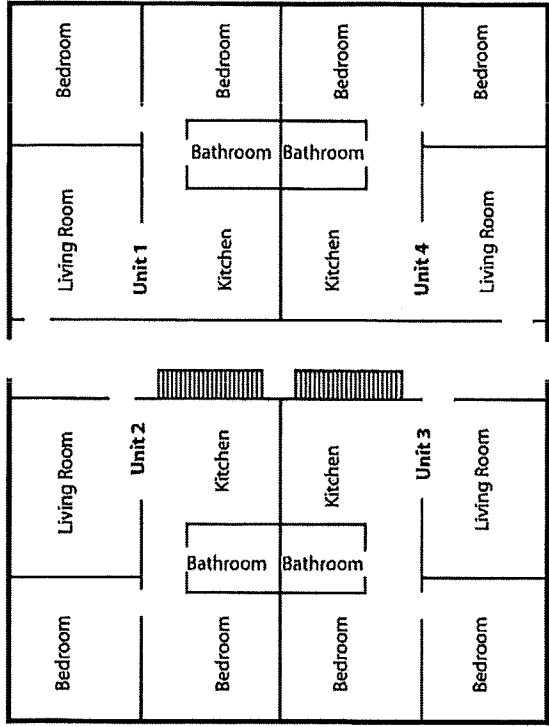 Bedroom
Bedroom
Bedroom
Bedroom
Bathroom
Bathroom
Living Room
Unit 1
Kitchen
Kitchen
Unit 4
Living Room
Living Room
Unit 2
Kitchen
Kitchen
Unit 3
Living Room
Bathroom
Bathroom
Bedroom
Bedroom
Bedroom
Bedroom